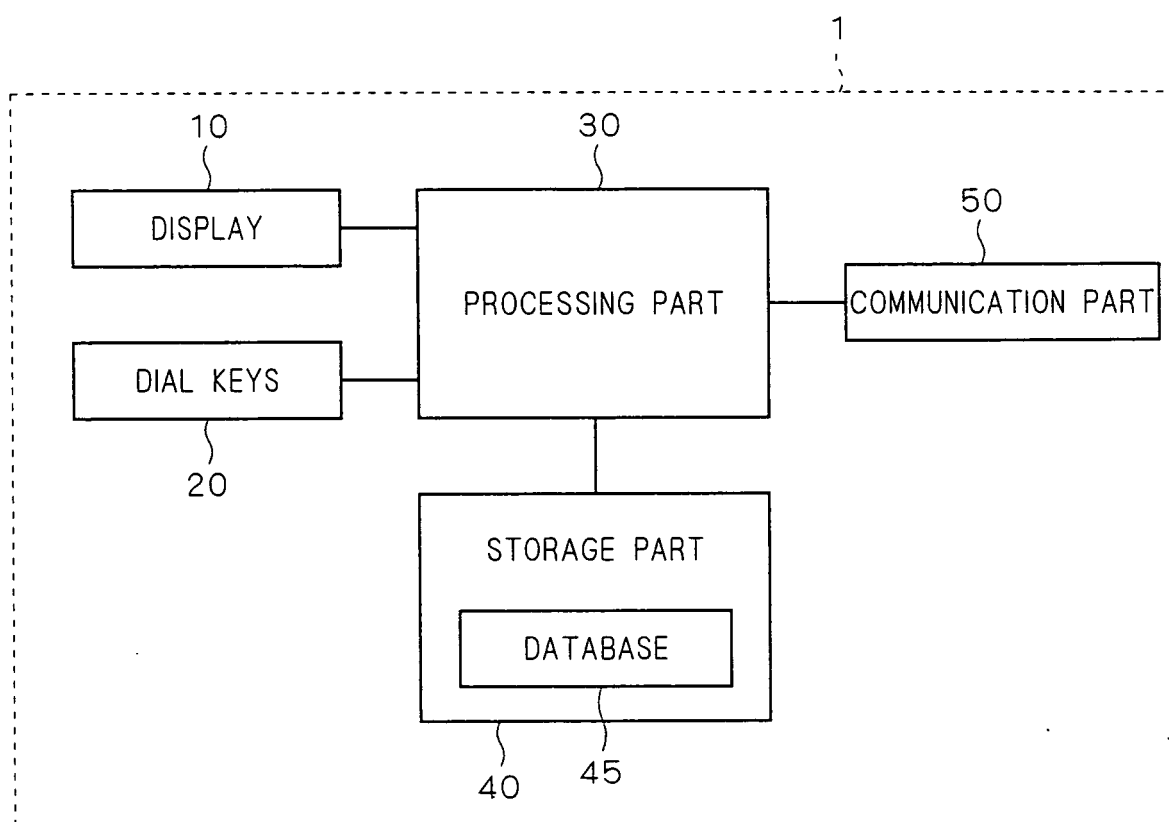 1
10
30
50
DISPLAY
PROCESSING PART
COMMUNICATION PART
DIAL KEYS
20
STORAGE PART
DATABASE
40
45